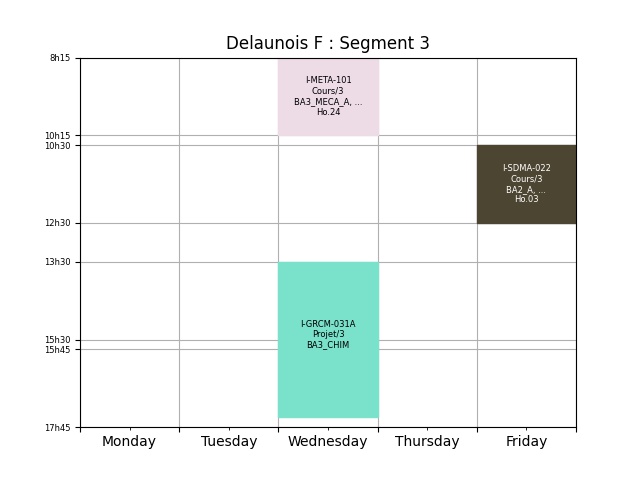 Delaunois F : Segment 3
8h15
I-META-101
Cours/3
BA3_MECA_A, ...
Ho.24
10h15
10h30
I-SDMA-022
Cours/3
BA2_A, ...
Ho.03
12h30
13h30
I-GRCM-031A
Projet/3
BA3_CHIM
15h30
15h45
17h45
Monday Tuesday Wednesday Thursday Friday